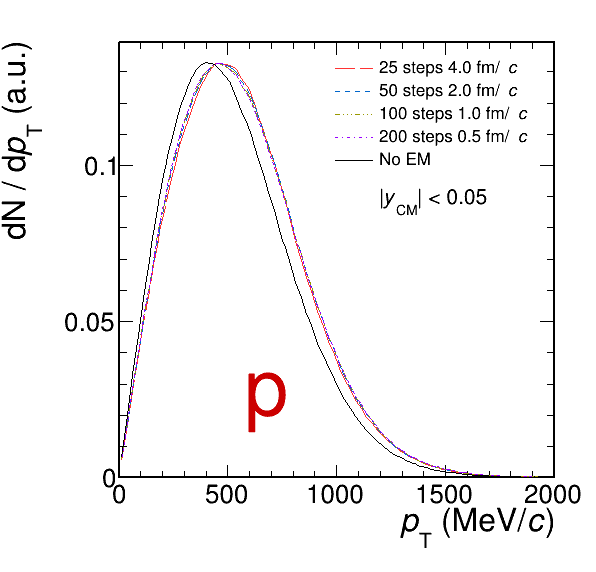 dN / dpT (a.u.)
25 steps 4.0 fm/ c
50 steps 2.0 fm/ c
100 steps 1.0 fm/ c
200 steps 0.5 fm/ c
No EM
|yCM| < 0.05
0.1
0.05
0
p
0 500 1000 1500 2000
pT (MeV/c)